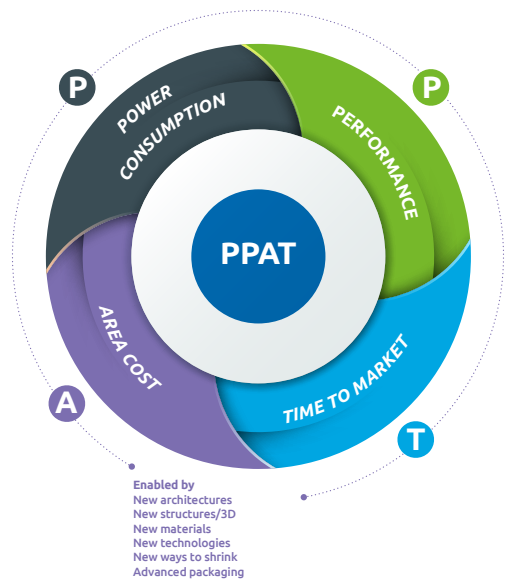 P
P
POWER
CONSUMPTION
PERFORMANCE
PPAT
AREA COST
TIME TO MARKET
A
T
Enabled by
New architectures
New structures/3D
New materials
New technologies
New ways to shrink
Advanced packaging